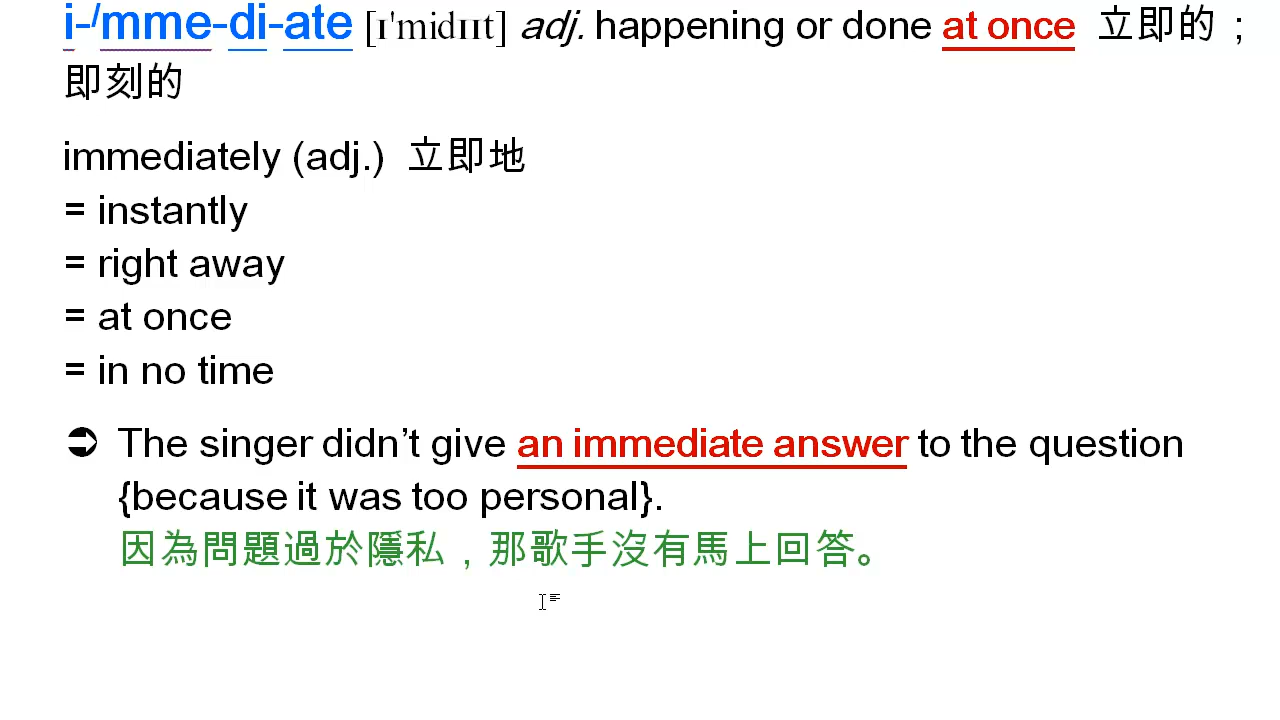 i-/mme-di-ate [ɪˈmidɪɪt] adj. happening or done at once 立即的；
即刻的
immediately (adj.) 立即地
= instantly
= right away
= at once
= in no time
➲ The singer didn’t give an immediate answer to the question
{because it was too personal}.
因為問題過於隱私，那歌手沒有馬上回答。